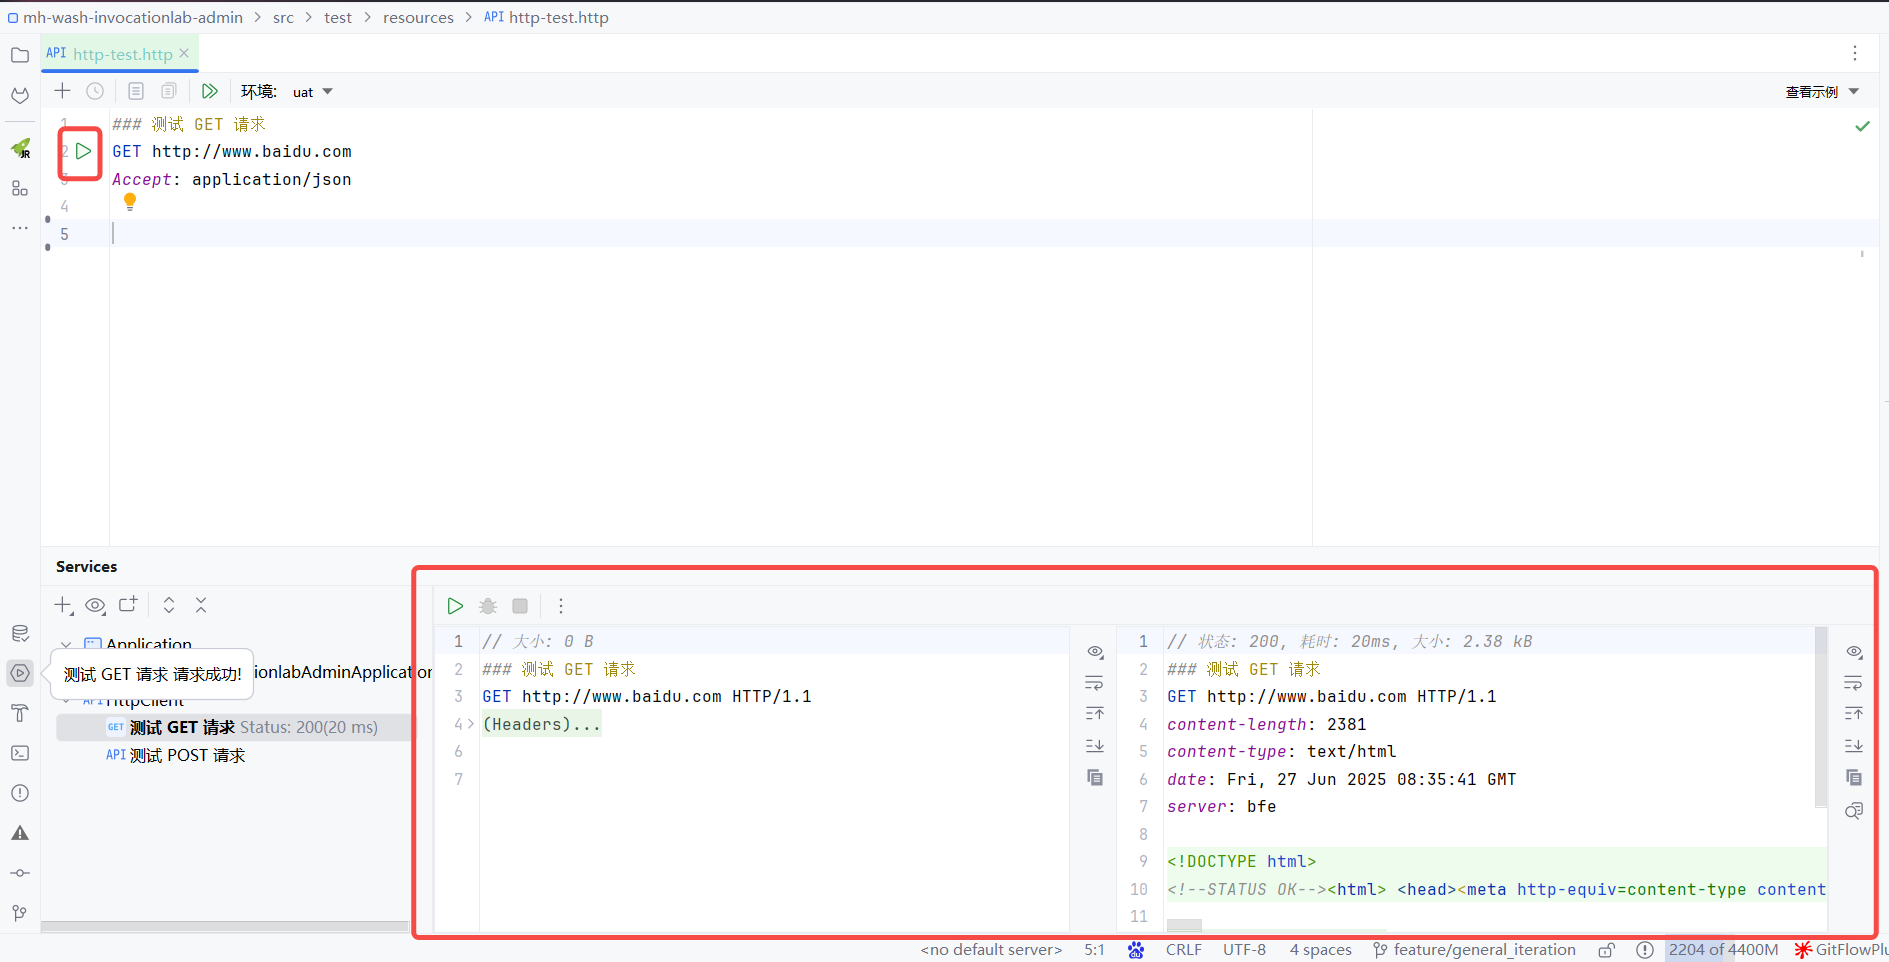 mh-wash-invocationlab-admin > src > test > resources > API http-test.http
API http-test.http ×
环境: uat 查看示例
1 ### 测试 GET 请求
2 GET http://www.baidu.com
3 Accept: application/json
4
5
Services
Application
ionlabAdminApplication
测试 GET 请求 请求成功!
API HttpClient
GET 测试 GET 请求 Status: 200(20 ms)
API 测试 POST 请求
1 // 大小: 0 B
2 ### 测试 GET 请求
3 GET http://www.baidu.com HTTP/1.1
4 (Headers)...
6
7
1 // 状态: 200, 耗时: 20ms, 大小: 2.38 kB
2 ### 测试 GET 请求
3 GET http://www.baidu.com HTTP/1.1
4 content-length: 2381
5 content-type: text/html
6 date: Fri, 27 Jun 2025 08:35:41 GMT
7 server: bfe
8
9 <!DOCTYPE html>
10 <!--STATUS OK--><html> <head><meta http-equiv=content-type content
11
<no default server> 5:1 du CRLF UTF-8 4 spaces feature/general_iteration 2204 of 4400M GitFlowPlu